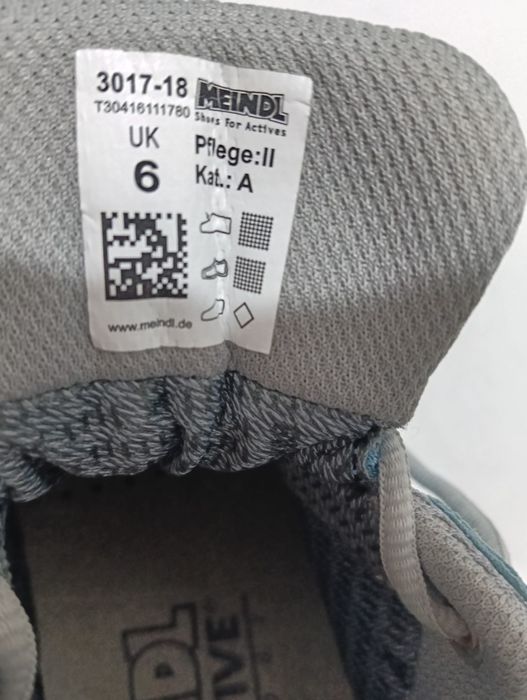 3017-18
T30416111780
MEINDL
Shoes For Actives
UK
6
Pflege:II
Kat.: A
www.meindl.de